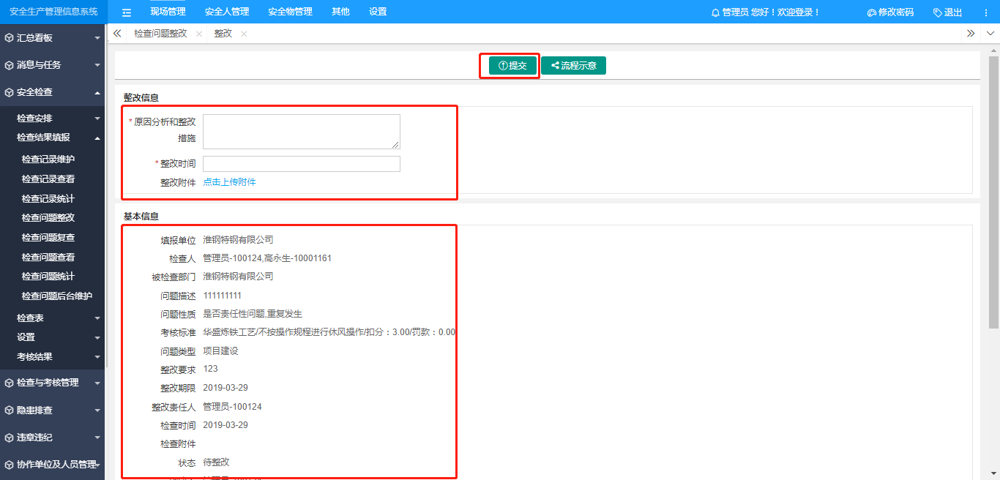 安全生产管理信息系统
现场管理 安全人管理 安全物管理 其他 设置
管理员 您好！欢迎登录！ 修改密码 退出
汇总看板
消息与任务
安全检查
检查安排
检查结果填报
检查记录维护
检查记录查看
检查记录统计
检查问题整改
检查问题复查
检查问题查看
检查问题统计
检查问题后台维护
检查表
设置
考核结果
检查与考核管理
隐患排查
违章违纪
协作单位及人员管理
检查问题整改 整改
提交 流程示意
整改信息
*原因分析和整改
措施
*整改时间
整改附件 点击上传附件
基本信息
填报单位 淮钢特钢有限公司
检查人 管理员-100124,高永生-10001161
被检查部门 淮钢特钢有限公司
问题描述 111111111
问题性质 是否责任性问题,重复发生
考核标准 华盛炼铁工艺/不按操作规程进行休风操作/扣分：3.00/罚款：0.00
问题类型 项目建设
整改要求 123
整改期限 2019-03-29
整改责任人 管理员-100124
检查时间 2019-03-29
检查附件
状态 待整改